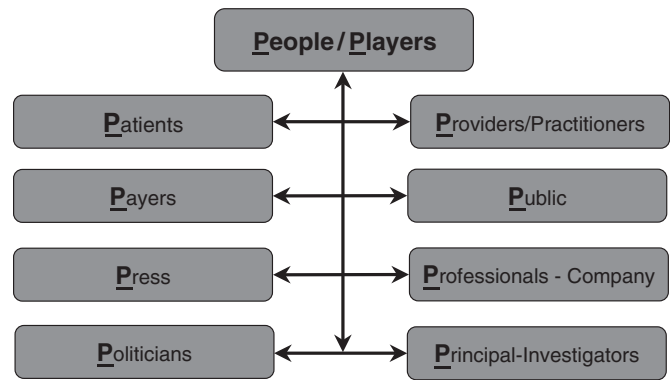 People/Players
Patients
Providers/Practitioners
Payers
Public
Press
Professionals - Company
Politicians
Principal-Investigators